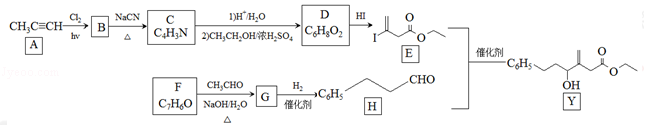 CH₃C≡CH Cl₂ hν B NaCN △ C C₄H₃N 1)H⁺/H₂O 2)CH₃CH₂OH/浓H₂SO₄ D C₆H₈O₂ HI I O O
A E
催化剂 C₆H₅ O O OH
F C₇H₆O CH₃CHO NaOH/H₂O △ G H₂ 催化剂 C₆H₅ CHO
H Y